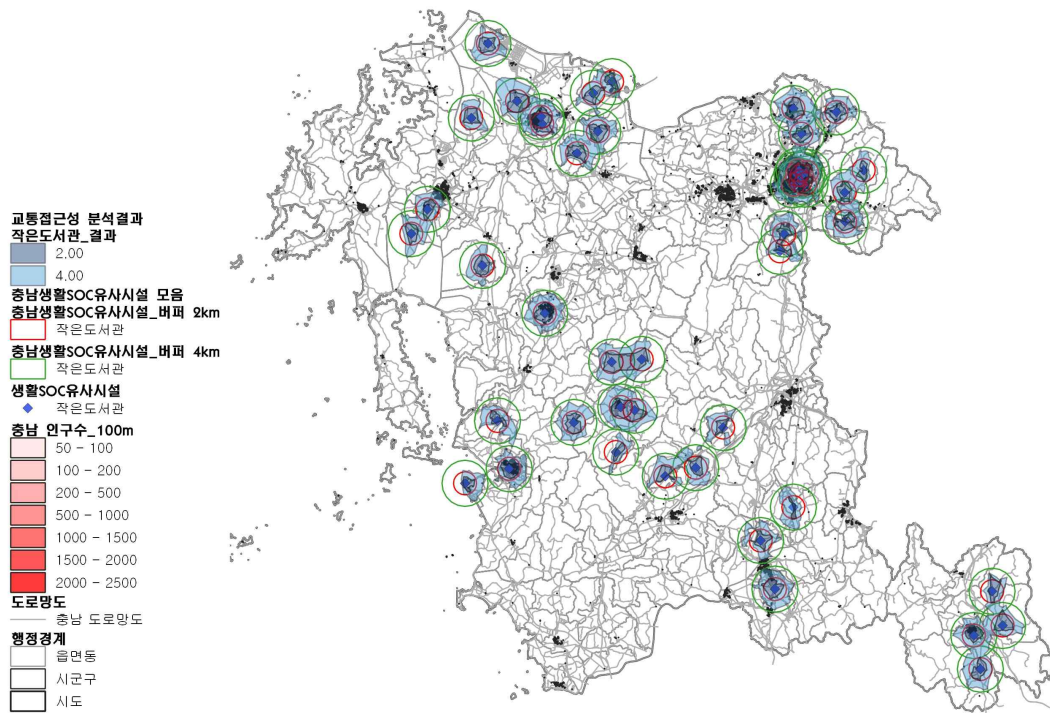 교통접근성 분석결과
작은도서관_결과
2.00
4.00
충남생활SOC유사시설 모음
충남생활SOC유사시설_버퍼 2km
작은도서관
충남생활SOC유사시설_버퍼 4km
작은도서관
생활SOC유사시설
작은도서관
충남 인구수_100m
50 - 100
100 - 200
200 - 500
500 - 1000
1000 - 1500
1500 - 2000
2000 - 2500
도로망도
충남 도로망도
행정경계
읍면동
시군구
시도